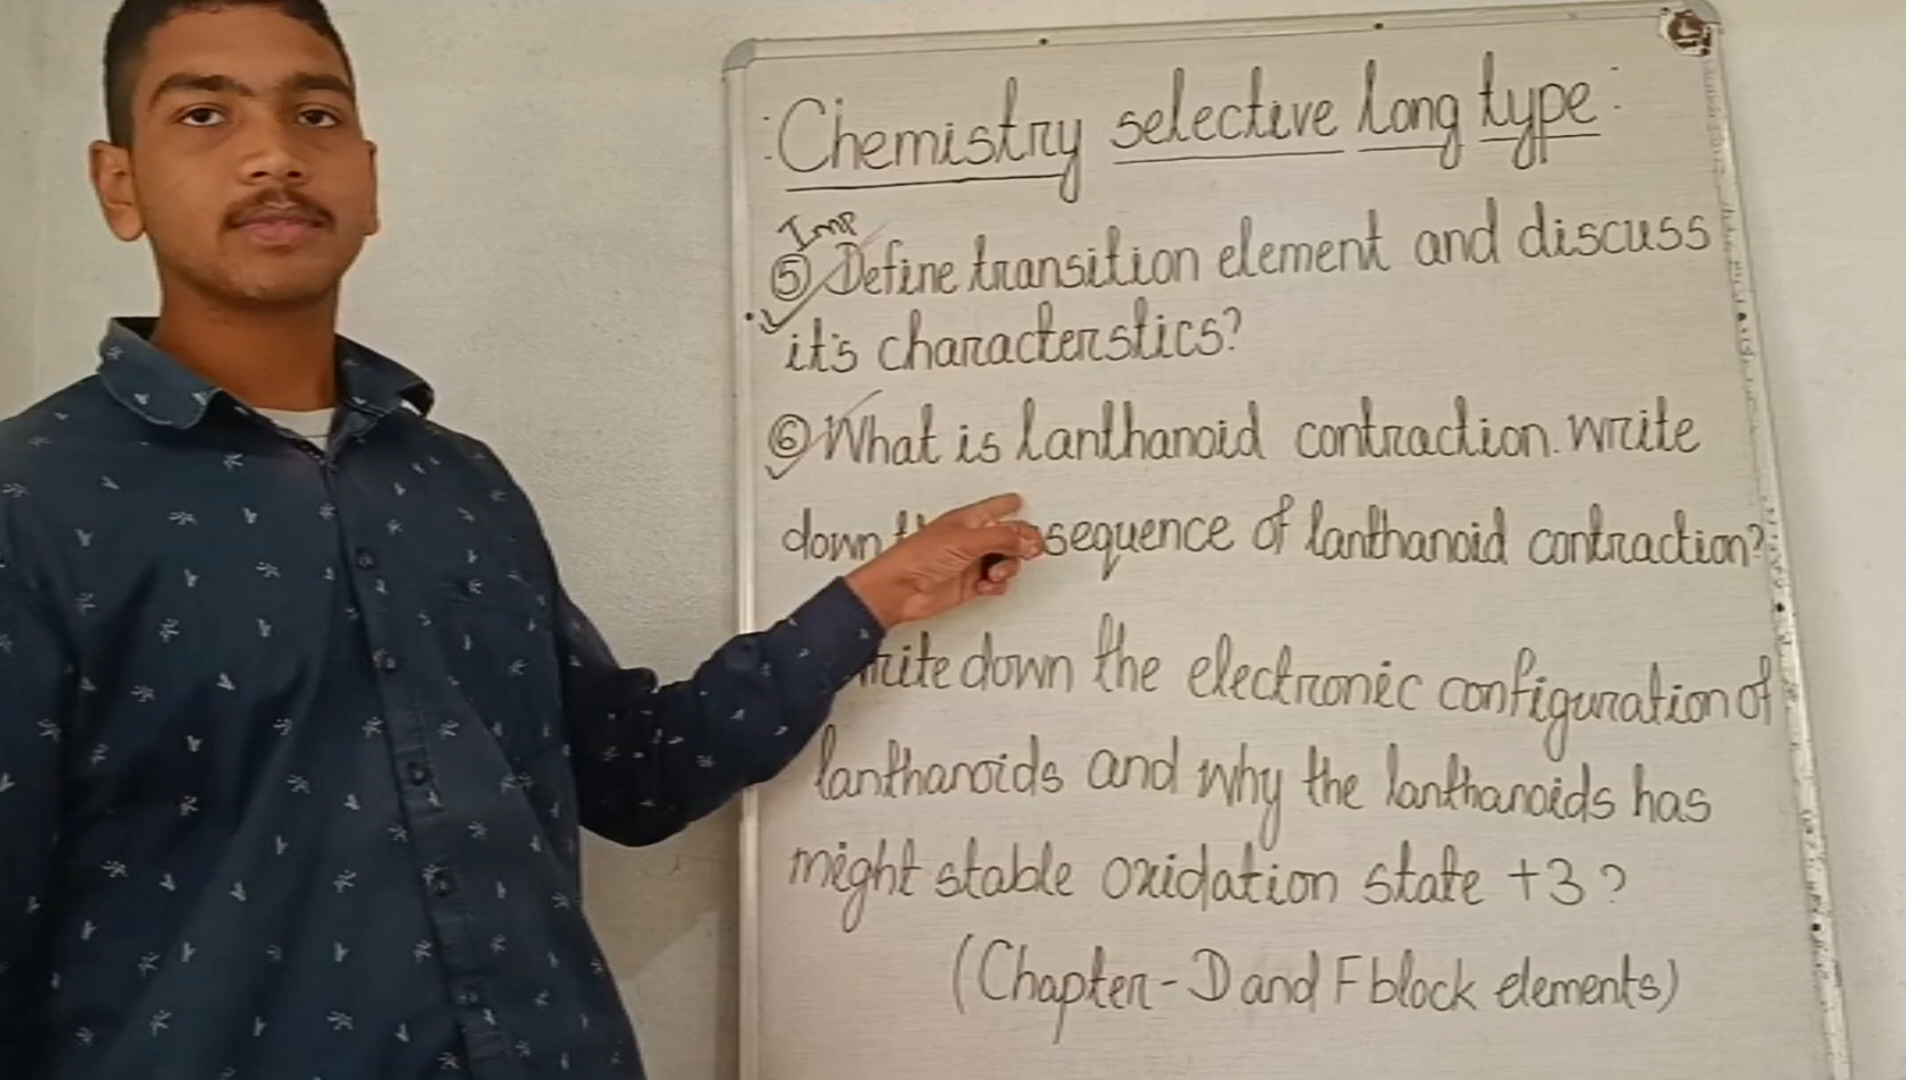 : Chemistry selective long type :
Imp
⑤ Define transition element and discuss
it's characterstics?
⑥ What is lanthanoid contraction. write
down sequence of lanthanoid contraction?
down the electronic configuration of
lanthanoids and why the lanthanoids has
might stable oxidation state +3?
(Chapter - D and F block elements)